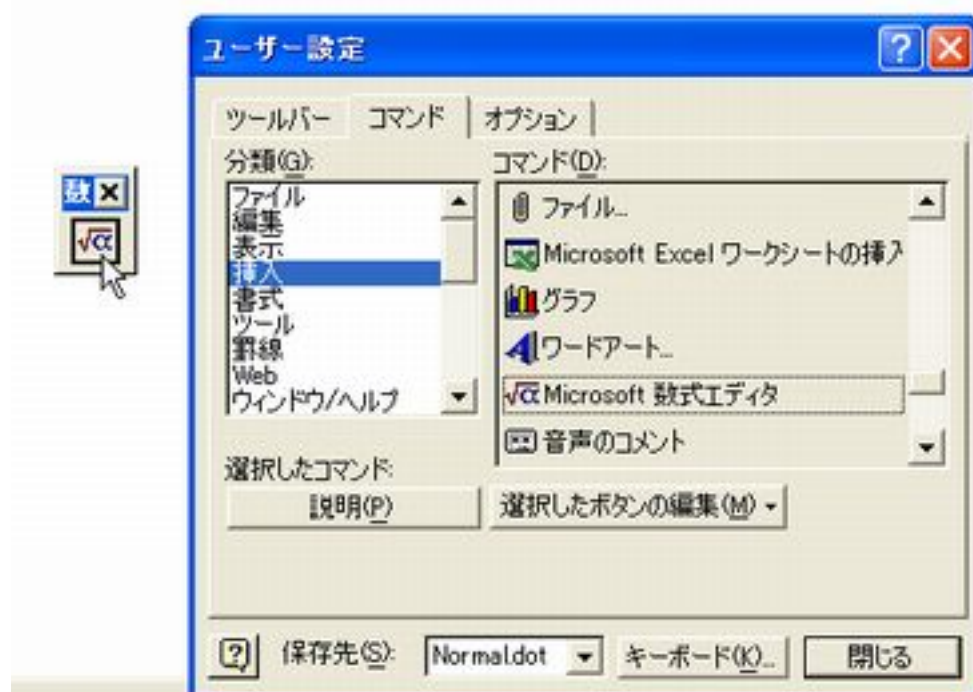 ユーザー設定
ツールバー コマンド オプション
分類(G):
ファイル
編集
表示
挿入
書式
ツール
罫線
Web
ウィンドウ/ヘルプ
コマンド(D):
ファイル...
Microsoft Excel ワークシートの挿入
グラフ
ワードアート...
√α Microsoft 数式エディタ
音声のコメント
数
√α
選択したコマンド:
説明(P) 選択したボタンの編集(M)
保存先(S): Normal.dot キーボード(K)... 閉じる